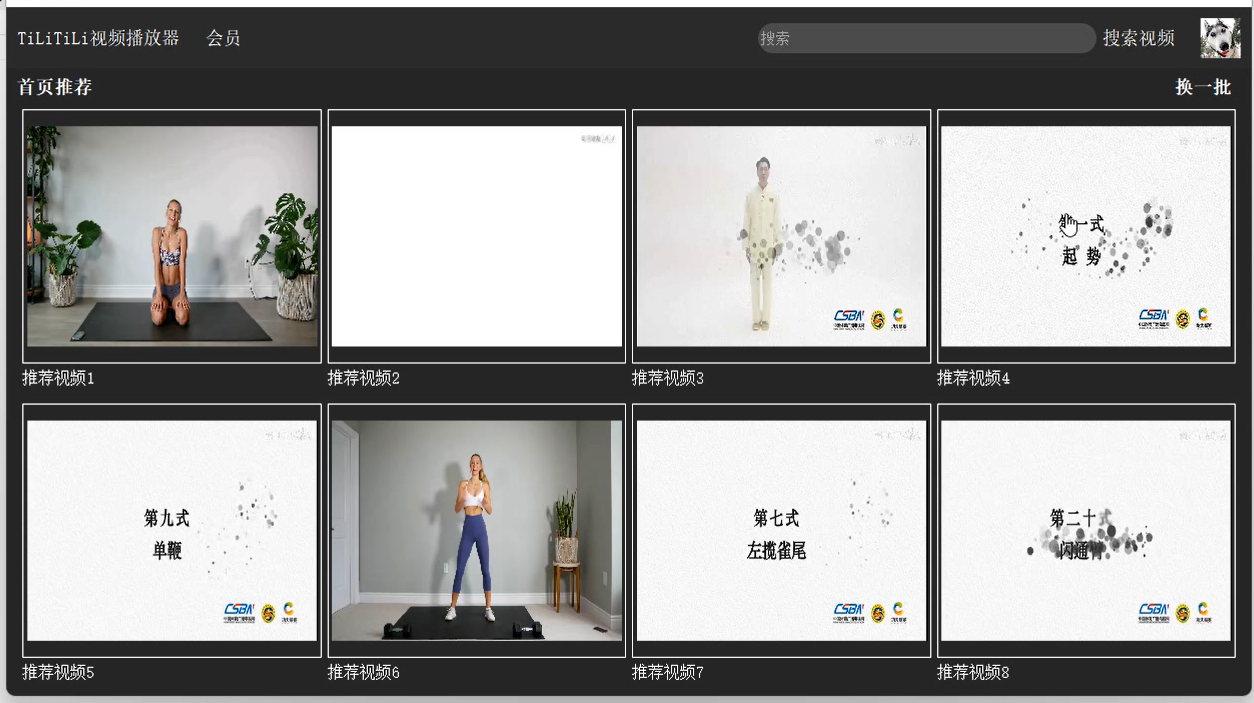 TiLiTiLi视频播放器 会员 搜索 搜索视频
首页推荐 换一批
CSBA
第一式
起 势
CSBA
推荐视频1 推荐视频2 推荐视频3 推荐视频4
第九式
单鞭
CSBA
第七式
左揽雀尾
CSBA
第二十式
闪通臂
CSBA
推荐视频5 推荐视频6 推荐视频7 推荐视频8